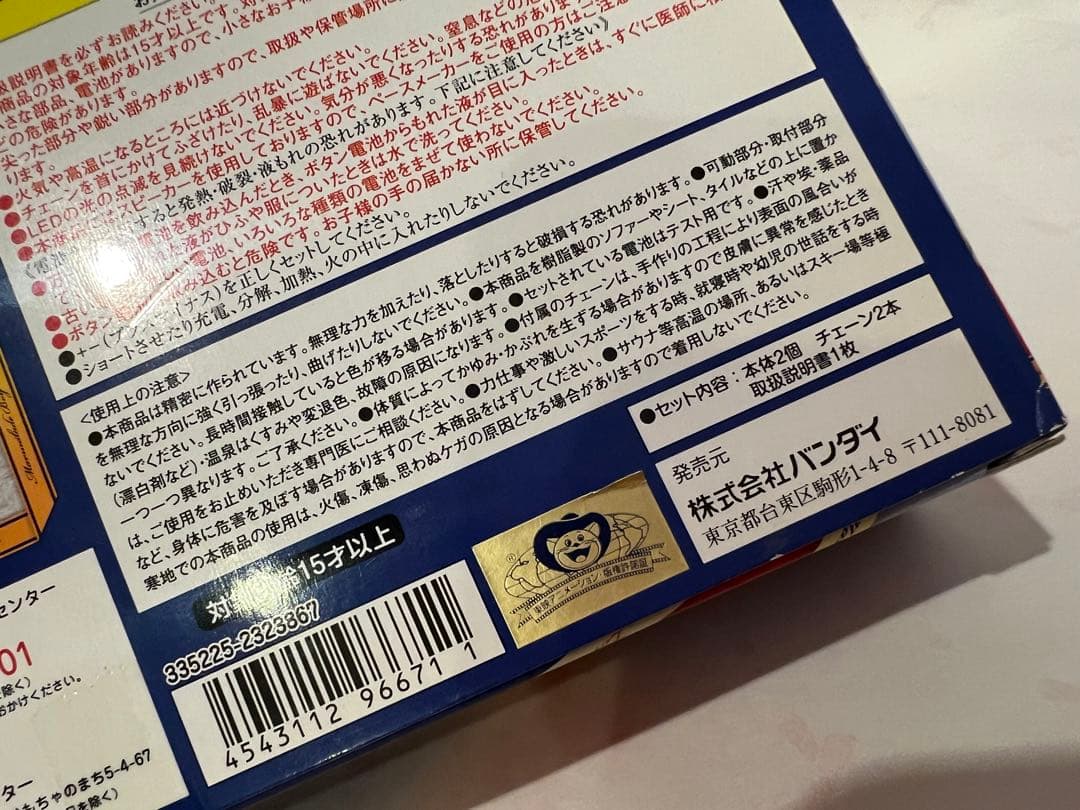 扱説明書を必ずお読みください。
商品の対象年齢は15才以上です。
小さな部品、電池がありますので、小さなお子様
の危険があります。
尖った部分や鋭い部分がありますので、取扱や保管場所に
ます。
●火気や高温になるところには近づけないでください。
●チェーンを首にかけてふざけたり、乱暴に遊ばないでください。窒息などの恐
●LEDの光の点滅を見続けないでください。気分が悪くなったりする恐れがありま
スピーカーを使用しておりますので、ペースメーカーをご使用の方はご注意
すると発熱・破裂・液もれの恐れがあります。下記に注意してください》
を飲み込んだとき、ボタン電池からもれた液が目に入ったときは、すぐに医師に相
液がひふや服についたときは水で洗ってください。
電池、いろいろな種類の電池をまぜて使わないでください。
み込むと危険です。お子様の手の届かない所に保管してください。
を正しくセットしてください。
●ショートさせたり充電、分解、加熱、火の中に入れたりしないでください。
〈使用上の注意〉
●本商品は精密に作られています。無理な力を加えたり、落としたりすると破損する恐れがあります。●可動部分・取付部分
を無理な方向に強く引っ張ったり、曲げたりしないでください。●本商品を樹脂製のソファーやシート、タイルなどの上に置か
ないでください。長時間接触していると色が移る場合があります。●セットされている電池はテスト用です。●汗や埃・薬品
(漂白剤など)・温泉はくすみや変退色、故障の原因になります。●付属のチェーンは、手作りの工程により表面の風合いが
一つ一つ異なります。ご了承ください。●体質によってかゆみ・かぶれを生ずる場合がありますので皮膚に異常を感じたとき
は、ご使用をお止めいただき専門医にご相談ください。●力仕事や激しいスポーツをする時、就寝時や幼児の世話をする時
など、身体に危害を及ぼす場合がありますので、本商品をはずしてください。●サウナ等高温の場所、あるいはスキー場等極
寒地での本商品の使用は、火傷、凍傷、思わぬケガの原因となる場合がありますので着用しないでください。
●セット内容：本体2個 チェーン2本
取扱説明書1枚
発売元
株式会社バンダイ
東京都台東区駒形1-4-8 〒111-8081
15才以上
東映アニメーション・版権許諾証
335225-2323867
4543112 966711
センター
01
を除く)
おかけください。
ター
もちゃのまち5-4-67
を除く)